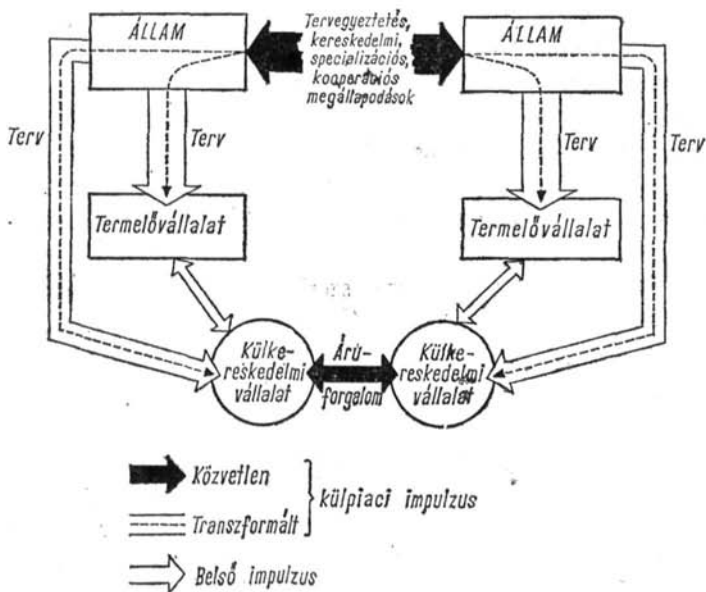 ÁLLAM
Tervegyeztetés,
kereskedelmi,
specializációs,
kooperációs
megállapodások
ÁLLAM
Terv
Terv
Terv
Terv
Termelővállalat
Termelővállalat
Külke-
reskedelmi
vállalat
Árú-
forgalom
Külke-
reskedelmi
vállalat
Közvetlen
Transzformált
külpiaci impulzus
Belső impulzus